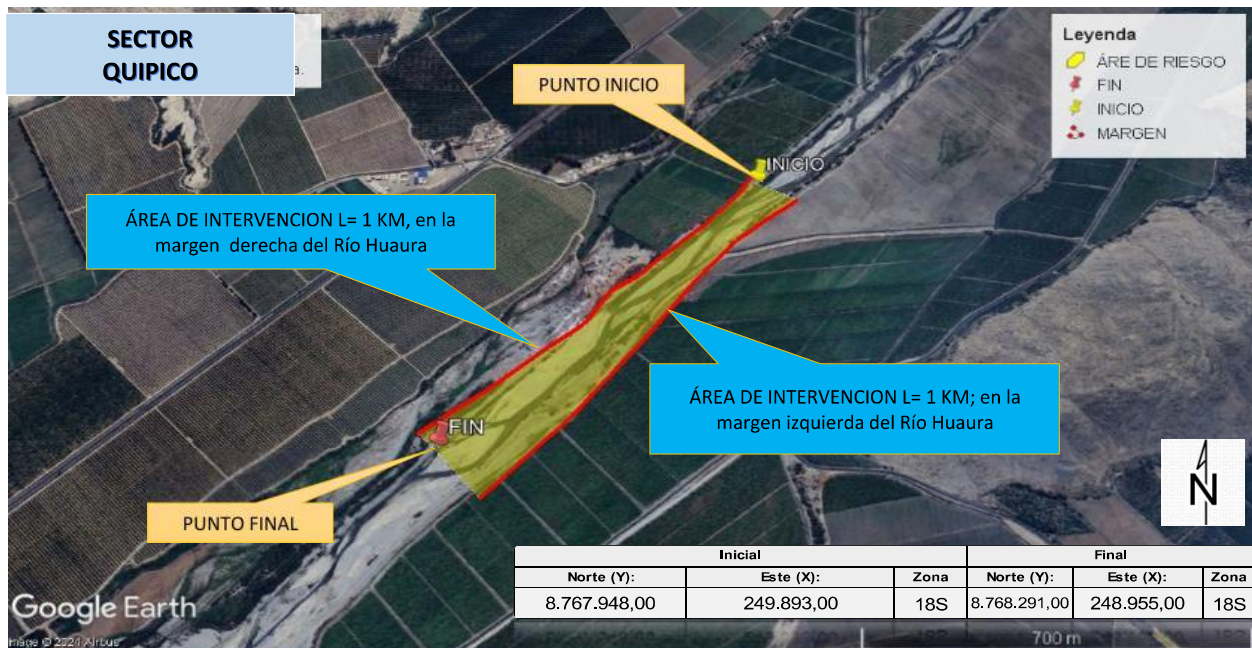 SECTOR
QUIPICO
a.
PUNTO INICIO
Leyenda
ÁRE DE RIESGO
FIN
INICIO
MARGEN
INICIO
ÁREA DE INTERVENCION L= 1 KM, en la
margen derecha del Río Huaura
ÁREA DE INTERVENCION L= 1 KM; en la
margen izquierda del Río Huaura
FIN
PUNTO FINAL
N
Inicial Final
Norte (Y): Este (X): Zona Norte (Y): Este (X): Zona
8.767.948,00 249.893,00 18S 8.768.291,00 248.955,00 18S
Google Earth
Image © 2024 Airbus
700 m